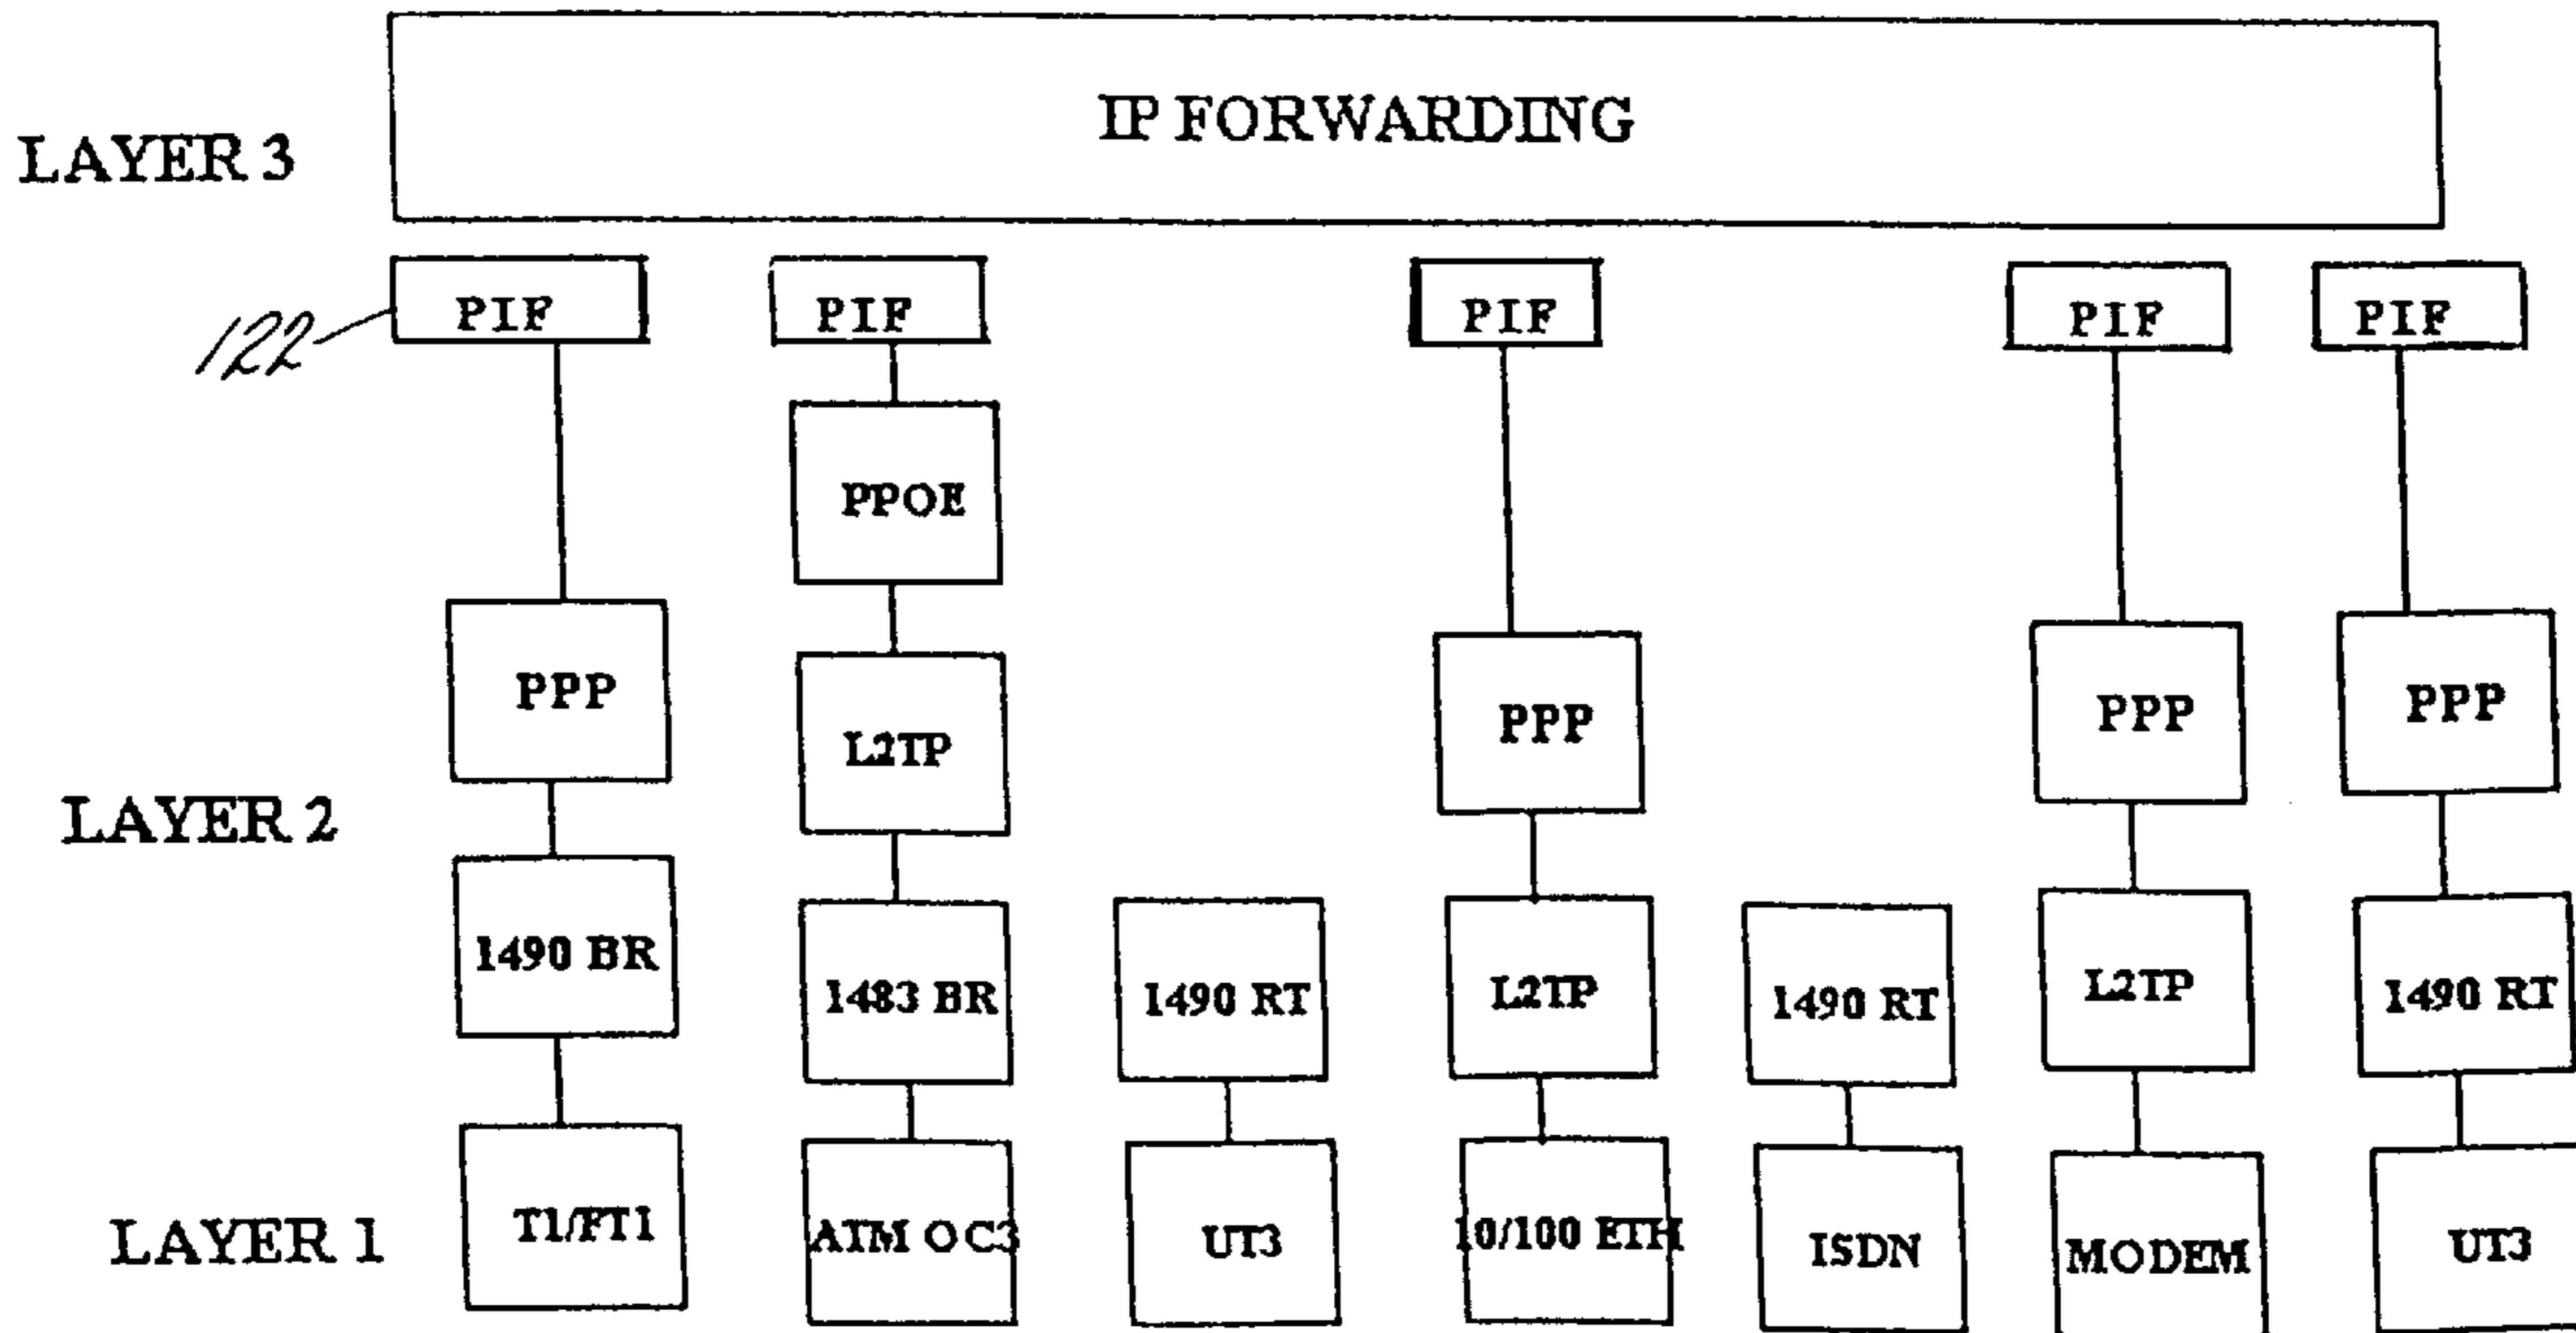 IP FORWARDING
LAYER 3
PIF PIF PIF PIF PIF
122
PPOE
PPP L2TP PPP PPP PPP
LAYER 2
1490 BR 1483 BR 1490 RT L2TP 1490 RT L2TP 1490 RT
LAYER 1
T1/FT1 ATM OC3 UT3 10/100 ETH ISDN MODEM UT3